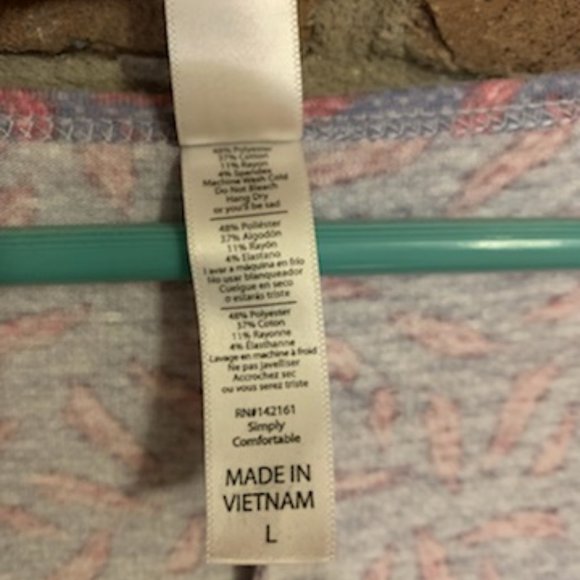 48% Polyester
37% Cotton
11% Rayon
4% Spandex
Machine Wash Cold
Do Not Bleach
Hang Dry
or you'll be sad
48% Poliéster
37% Algodón
11% Rayón
4% Elastano
Lavar a máquina en frio
No usar blanqueador
Cuelgue en seco
o estarás triste
48% Polyester
37% Coton
11% Rayonne
4% Élasthanne
Lavage en machine à froid
Ne pas javelliser
Accrochez sec
ou vous serez triste
RN#142161
Simply
Comfortable
MADE IN
VIETNAM
L